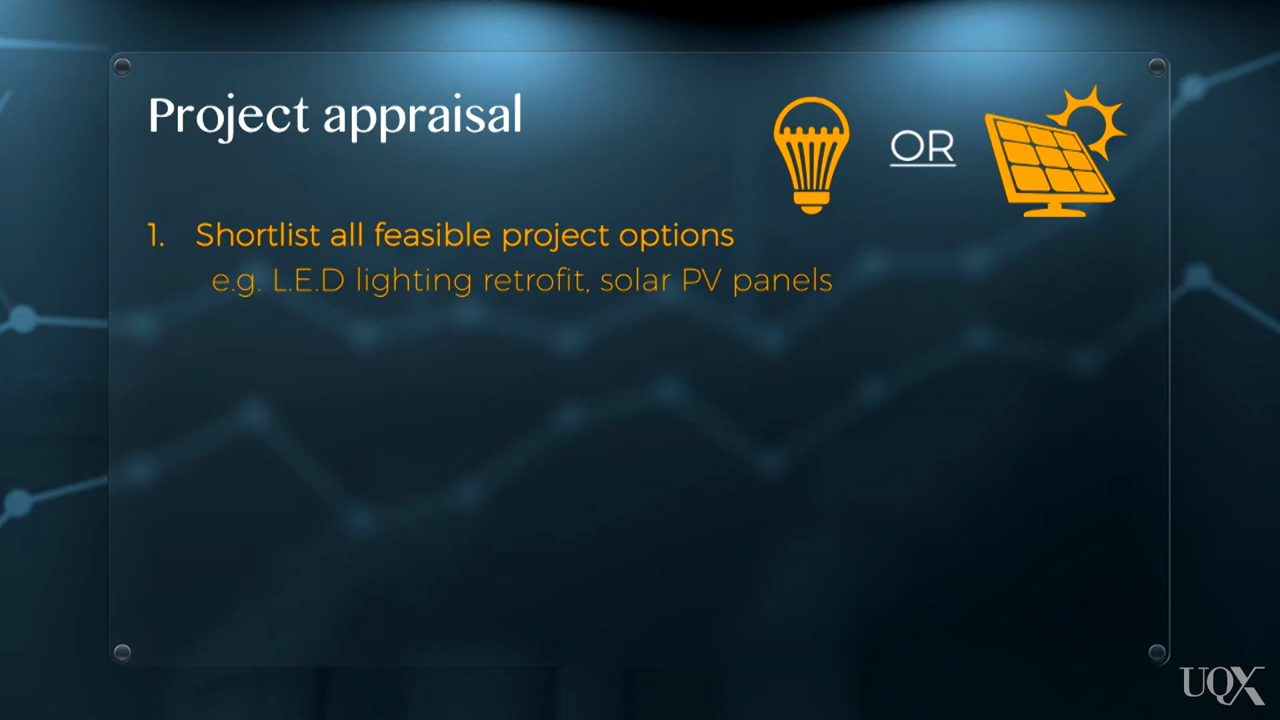 Project appraisal
OR
1. Shortlist all feasible project options
e.g. L.E.D lighting retrofit, solar PV panels
UQX